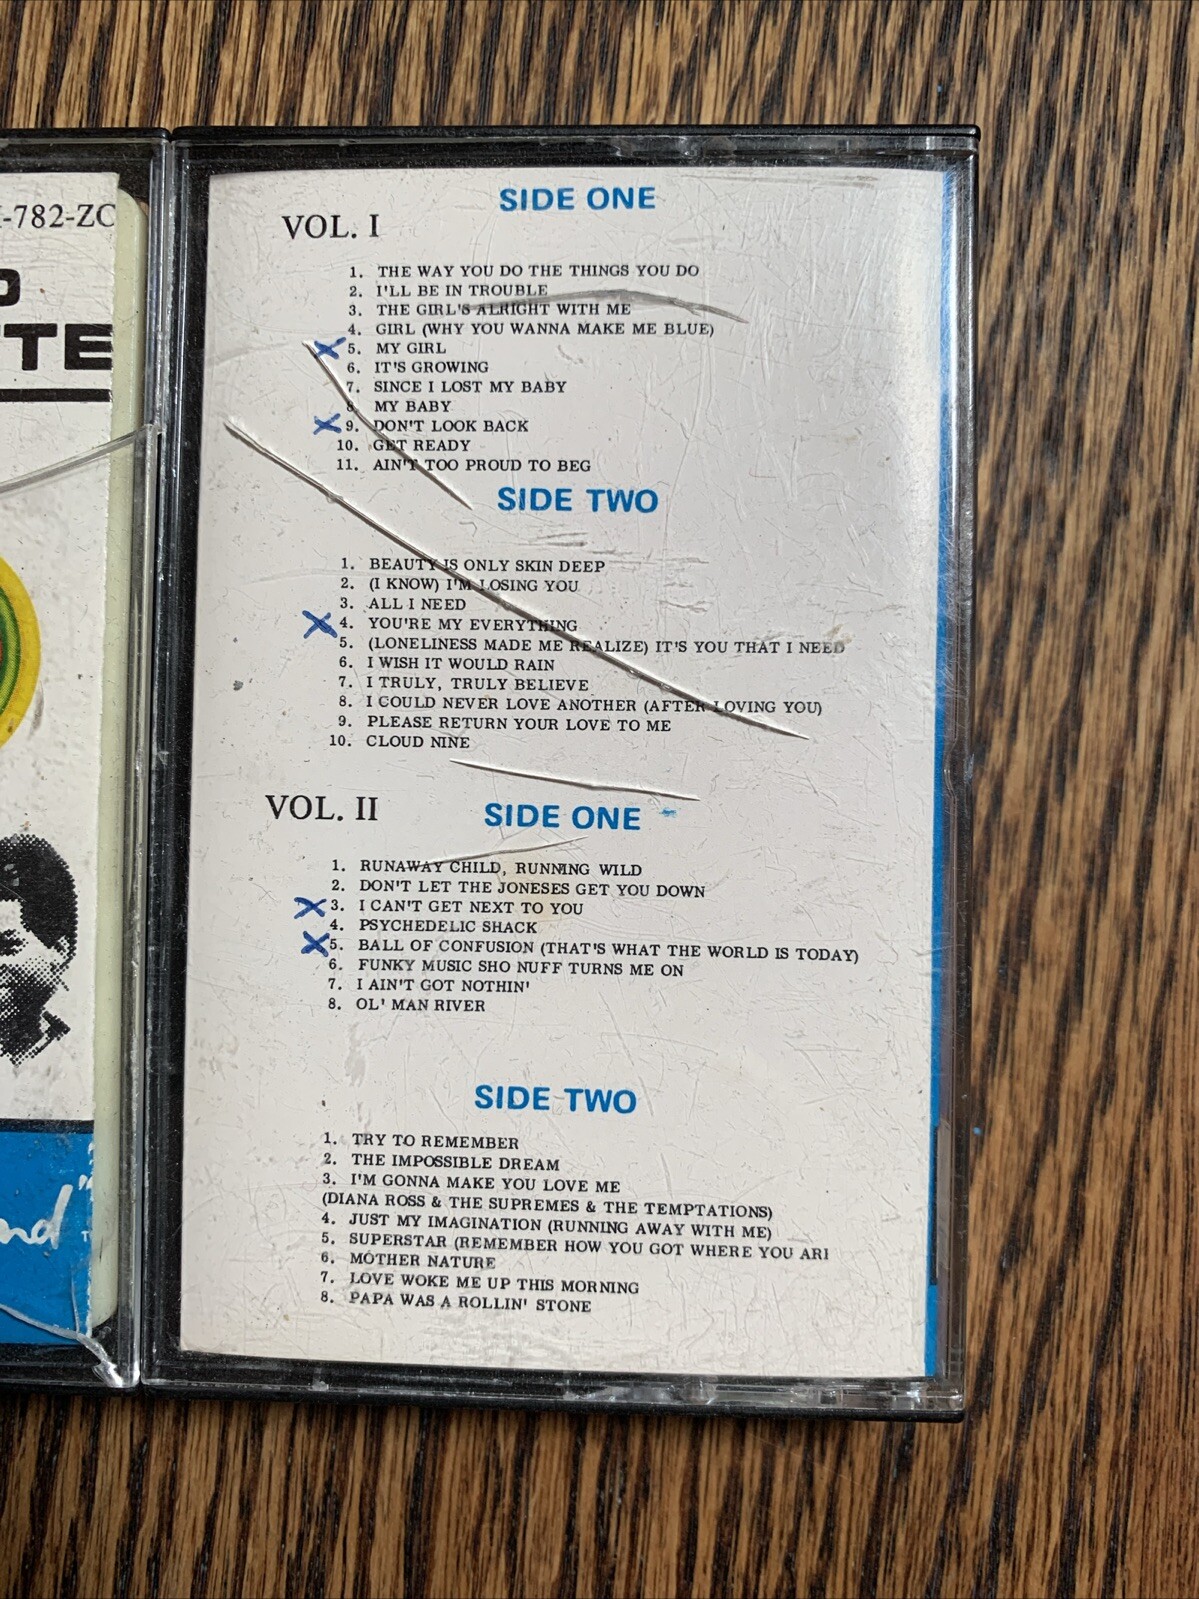 -782-ZC
TE
nd"
SIDE ONE
VOL. I
1. THE WAY YOU DO THE THINGS YOU DO
2. I'LL BE IN TROUBLE
3. THE GIRL'S ALRIGHT WITH ME
4. GIRL (WHY YOU WANNA MAKE ME BLUE)
X 5. MY GIRL
6. IT'S GROWING
7. SINCE I LOST MY BABY
8. MY BABY
X 9. DON'T LOOK BACK
10. GET READY
11. AIN'T TOO PROUD TO BEG
SIDE TWO
1. BEAUTY IS ONLY SKIN DEEP
2. (I KNOW) I'M LOSING YOU
3. ALL I NEED
X 4. YOU'RE MY EVERYTHING
5. (LONELINESS MADE ME REALIZE) IT'S YOU THAT I NEED
6. I WISH IT WOULD RAIN
7. I TRULY, TRULY BELIEVE
8. I COULD NEVER LOVE ANOTHER (AFTER LOVING YOU)
9. PLEASE RETURN YOUR LOVE TO ME
10. CLOUD NINE
VOL. II
SIDE ONE
1. RUNAWAY CHILD, RUNNING WILD
2. DON'T LET THE JONESES GET YOU DOWN
X 3. I CAN'T GET NEXT TO YOU
4. PSYCHEDELIC SHACK
X 5. BALL OF CONFUSION (THAT'S WHAT THE WORLD IS TODAY)
6. FUNKY MUSIC SHO NUFF TURNS ME ON
7. I AIN'T GOT NOTHIN'
8. OL' MAN RIVER
SIDE TWO
1. TRY TO REMEMBER
2. THE IMPOSSIBLE DREAM
3. I'M GONNA MAKE YOU LOVE ME
(DIANA ROSS & THE SUPREMES & THE TEMPTATIONS)
4. JUST MY IMAGINATION (RUNNING AWAY WITH ME)
5. SUPERSTAR (REMEMBER HOW YOU GOT WHERE YOU ARI
6. MOTHER NATURE
7. LOVE WOKE ME UP THIS MORNING
8. PAPA WAS A ROLLIN' STONE